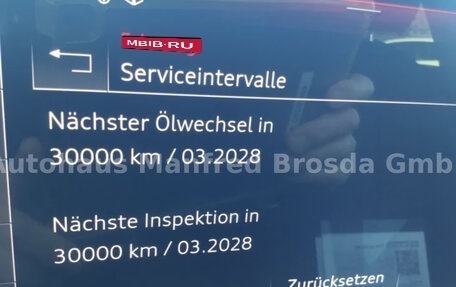 MBIB.RU
Serviceintervalle
Nächster Ölwechsel in
30000 km / 03.2028
Autohaus Manfred Brosda Gmb
Nächste Inspektion in
30000 km / 03.2028
Zurücksetzen